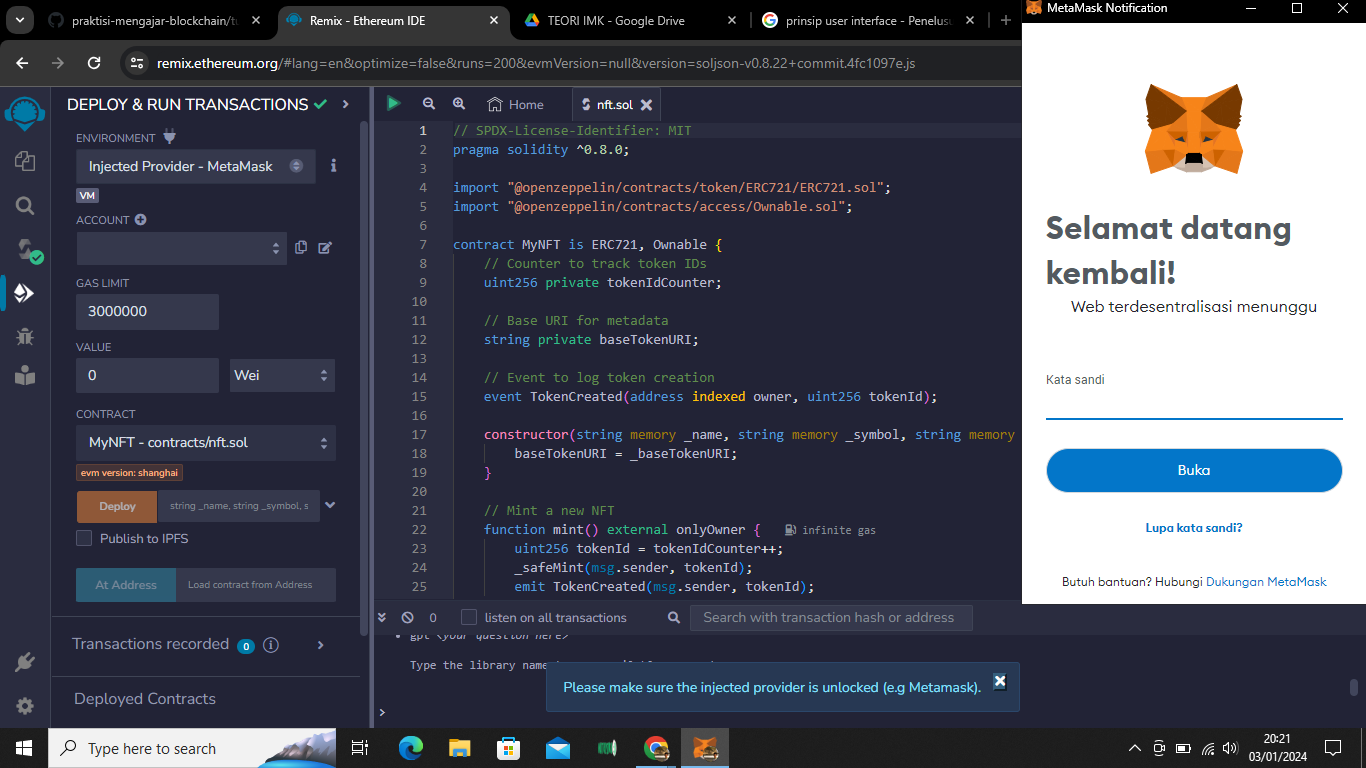 praktisi-mengajar-blockchain/tu
Remix - Ethereum IDE
TEORI IMK - Google Drive
prinsip user interface - Penelus
MetaMask Notification
remix.ethereum.org/#lang=en&optimize=false&runs=200&evmVersion=null&version=soljson-v0.8.22+commit.4fc1097e.js
DEPLOY & RUN TRANSACTIONS
ENVIRONMENT
Injected Provider - MetaMask
VM
ACCOUNT
GAS LIMIT
3000000
VALUE
0
Wei
CONTRACT
MyNFT - contracts/nft.sol
evm version: shanghai
Deploy
string _name, string _symbol, s
Publish to IPFS
At Address
Load contract from Address
Transactions recorded 0
Deployed Contracts
Home
nft.sol
1 // SPDX-License-Identifier: MIT
2 pragma solidity ^0.8.0;
3
4 import "@openzeppelin/contracts/token/ERC721/ERC721.sol";
5 import "@openzeppelin/contracts/access/Ownable.sol";
6
7 contract MyNFT is ERC721, Ownable {
8 // Counter to track token IDs
9 uint256 private tokenIdCounter;
10
11 // Base URI for metadata
12 string private baseTokenURI;
13
14 // Event to log token creation
15 event TokenCreated(address indexed owner, uint256 tokenId);
16
17 constructor(string memory _name, string memory _symbol, string memory
18 baseTokenURI = _baseTokenURI;
19 }
20
21 // Mint a new NFT
22 function mint() external onlyOwner { infinite gas
23 uint256 tokenId = tokenIdCounter++;
24 _safeMint(msg.sender, tokenId);
25 emit TokenCreated(msg.sender, tokenId);
0
listen on all transactions
Search with transaction hash or address
gpt <your question here>
Type the library name
Please make sure the injected provider is unlocked (e.g Metamask).
>
Selamat datang
kembali!
Web terdesentralisasi menunggu
Kata sandi
Buka
Lupa kata sandi?
Butuh bantuan? Hubungi Dukungan MetaMask
Type here to search
20:21
03/01/2024